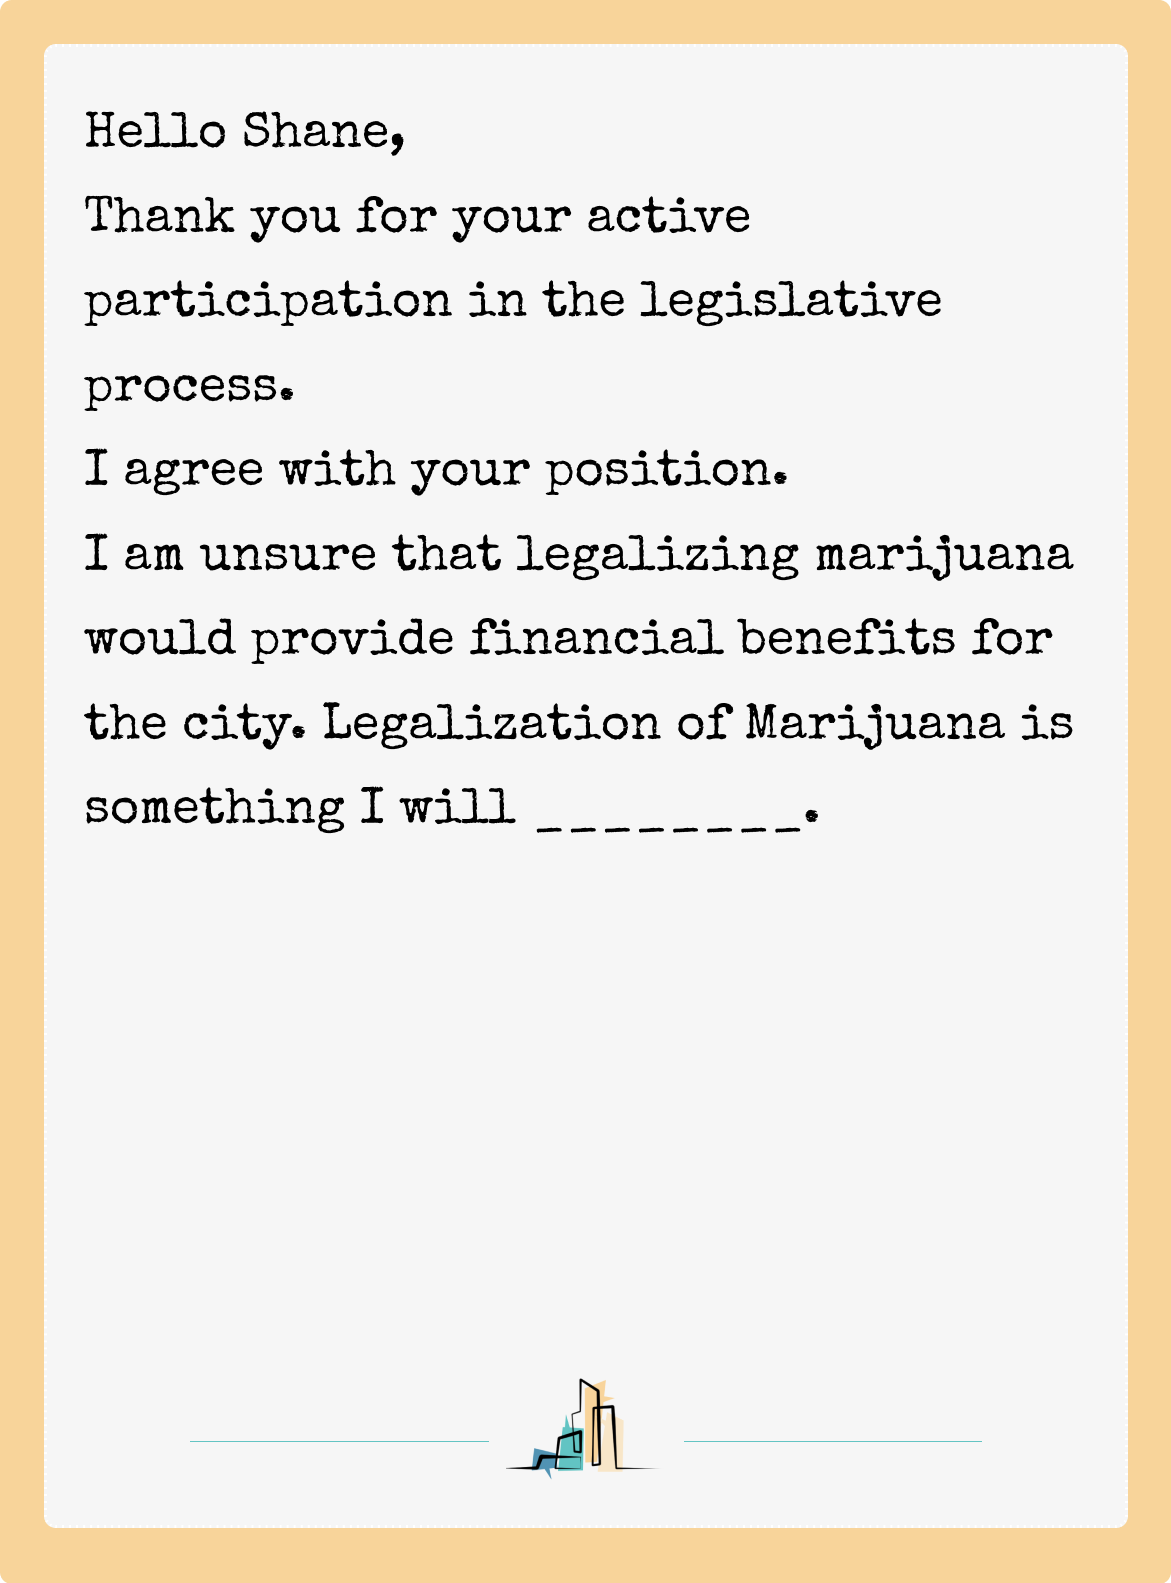 Hello Shane,
Thank you for your active
participation in the legislative
process.
I agree with your position.
I am unsure that legalizing marijuana
would provide financial benefits for
the city. Legalization of Marijuana is
something I will ________.